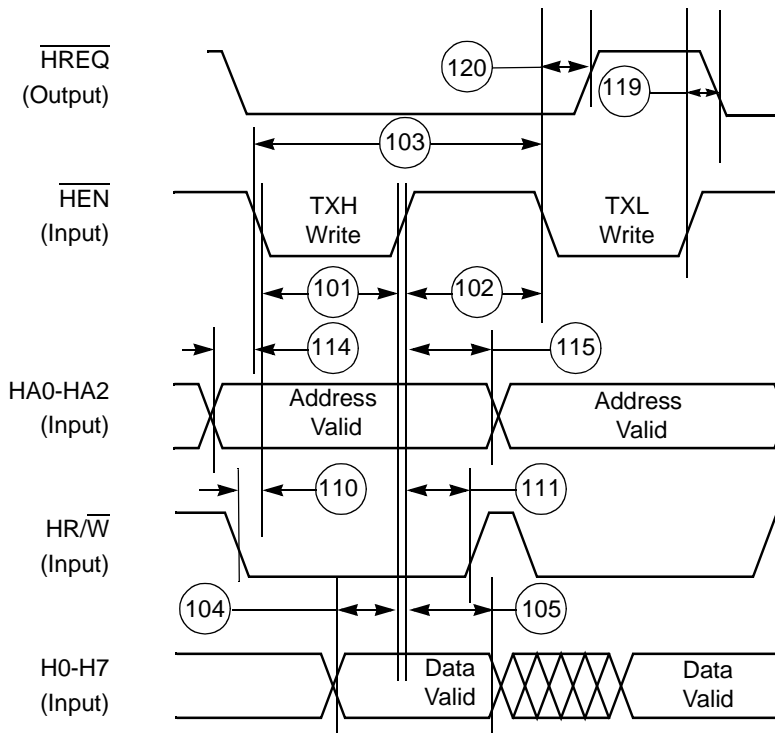 HREQ
(Output)
120
119
103
HEN
(Input)
TXH
Write
TXL
Write
101
102
114
115
HA0-HA2
(Input)
Address
Valid
Address
Valid
110
111
HR/W
(Input)
104
105
H0-H7
(Input)
Data
Valid
Data
Valid